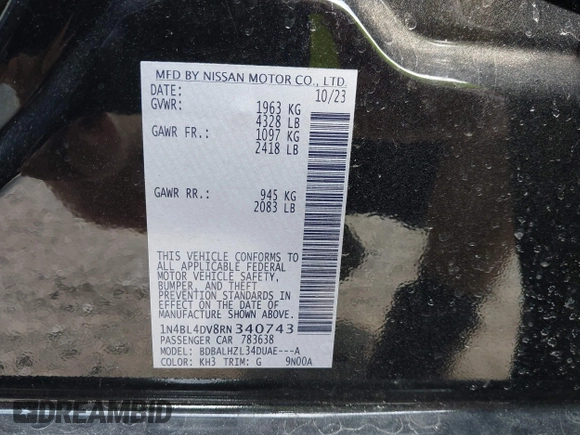 MFD BY NISSAN MOTOR CO., LTD.
DATE: 10/23
GVWR: 1963 KG
4328 LB
GAWR FR.: 1097 KG
2418 LB
GAWR RR.: 945 KG
2083 LB
THIS VEHICLE CONFORMS TO
ALL APPLICABLE FEDERAL
MOTOR VEHICLE SAFETY,
BUMPER, AND THEFT
PREVENTION STANDARDS IN
EFFECT ON THE DATE OF
MANUFACTURE SHOWN ABOVE.
1N4BL4DV8RN340743
PASSENGER CAR 783638
MODEL: BDBALHZL34DUAE---A
COLOR: KH3 TRIM: G 9N00A
DREAMBID